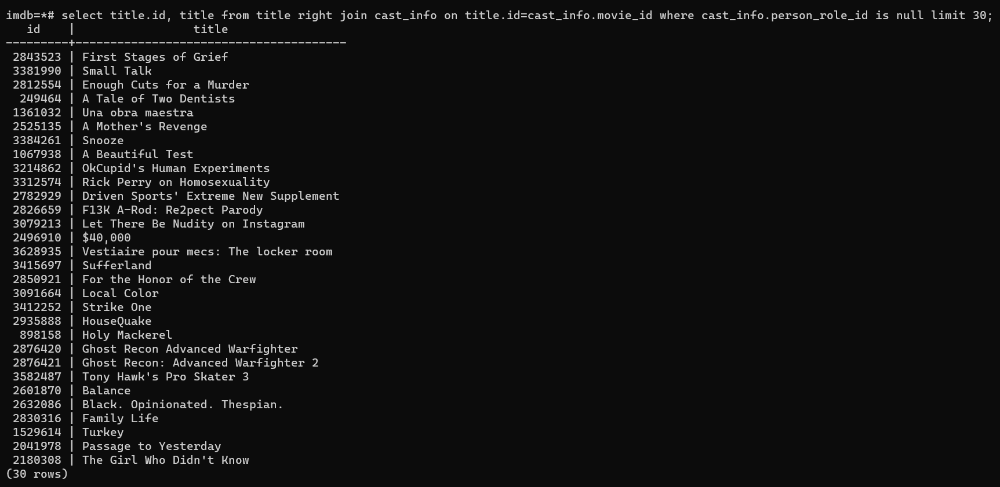 imdb=*# select title.id, title from title right join cast_info on title.id=cast_info.movie_id where cast_info.person_role_id is null limit 30;
   id    |                 title
---------+---------------------------------------
 2843523 | First Stages of Grief
 3381990 | Small Talk
 2812554 | Enough Cuts for a Murder
  249464 | A Tale of Two Dentists
 1361032 | Una obra maestra
 2525135 | A Mother's Revenge
 3384261 | Snooze
 1067938 | A Beautiful Test
 3214862 | OkCupid's Human Experiments
 3312574 | Rick Perry on Homosexuality
 2782929 | Driven Sports' Extreme New Supplement
 2826659 | F13K A-Rod: Re2pect Parody
 3079213 | Let There Be Nudity on Instagram
 2496910 | $40,000
 3628935 | Vestiaire pour mecs: The locker room
 3415697 | Sufferland
 2850921 | For the Honor of the Crew
 3091664 | Local Color
 3412252 | Strike One
 2935888 | HouseQuake
  898158 | Holy Mackerel
 2876420 | Ghost Recon Advanced Warfighter
 2876421 | Ghost Recon: Advanced Warfighter 2
 3582487 | Tony Hawk's Pro Skater 3
 2601870 | Balance
 2632086 | Black. Opinionated. Thespian.
 2830316 | Family Life
 1529614 | Turkey
 2041978 | Passage to Yesterday
 2180308 | The Girl Who Didn't Know
(30 rows)